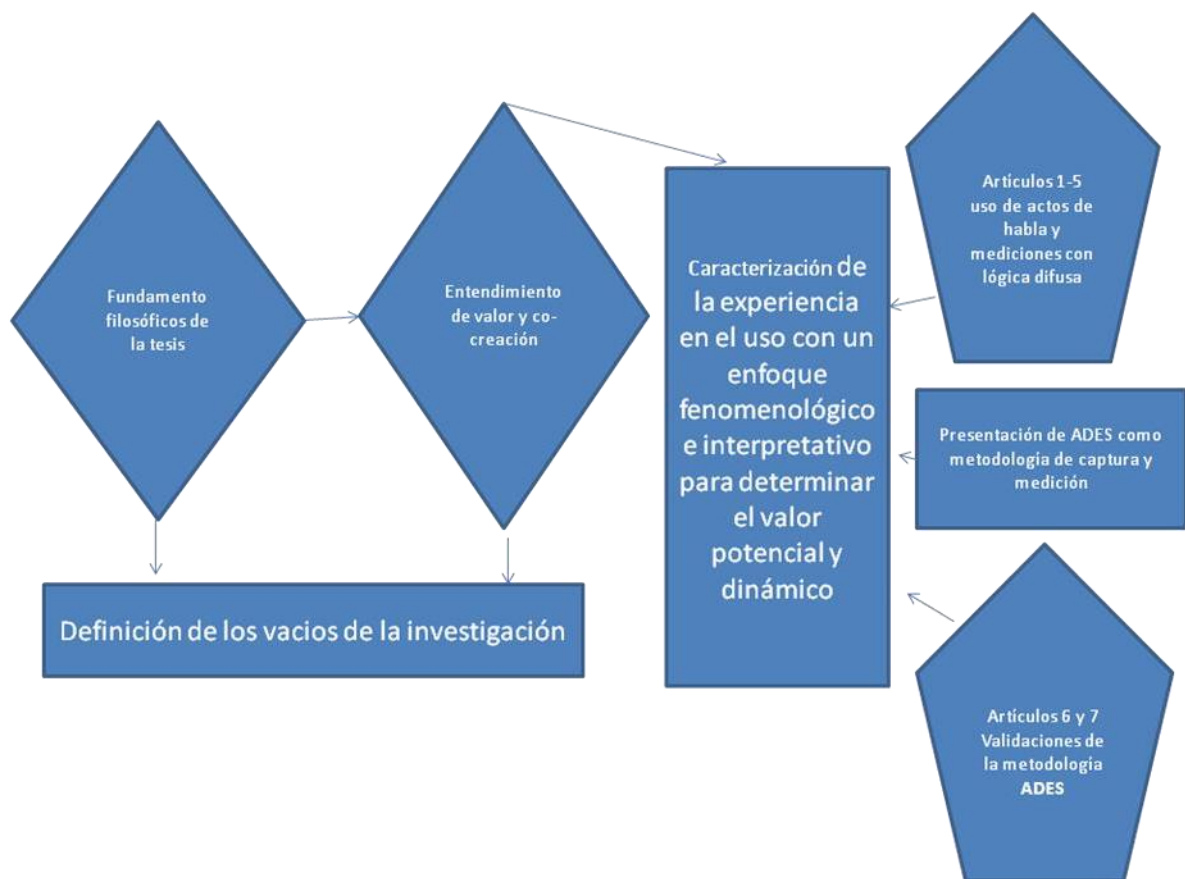 Fundamento
filosóficos de
la tesis
Entendimiento
de valor y co-
creación
Definición de los vacios de la investigación
Caracterización de
la experiencia
en el uso con un
enfoque
fenomenológico
e interpretativo
para determinar
el valor
potencial y
dinámico
Artículos 1-5
uso de actos de
habla y
mediciones con
lógica difusa
Presentación de ADES como
metodología de captura y
medición
Artículos 6 y 7
Validaciones de
la metodología
ADES